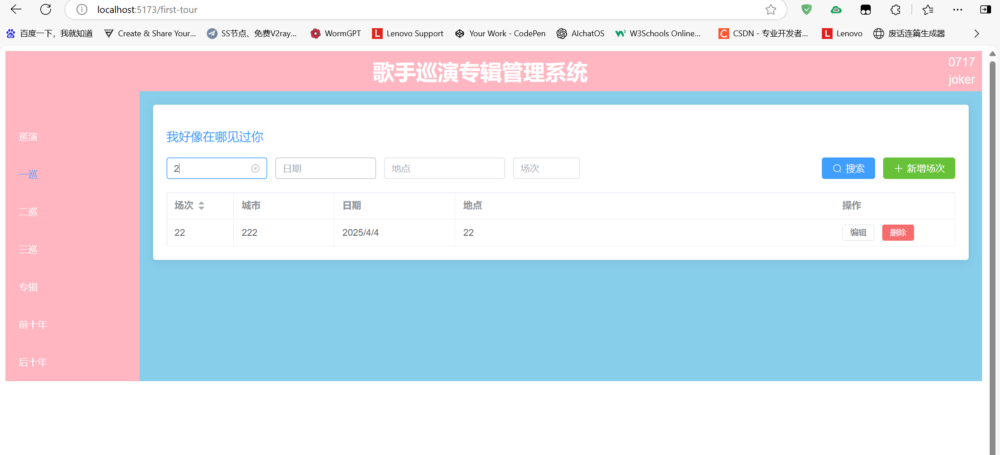 localhost:5173/first-tour
百度一下，我就知道 Create & Share Your... SS节点、免费V2ray... WormGPT Lenovo Support Your Work - CodePen AIchatOS W3Schools Online... CSDN - 专业开发者... Lenovo 废话连篇生成器
歌手巡演专辑管理系统
0717
joker
巡演
一巡
二巡
三巡
专辑
前十年
后十年
我好像在哪见过你
2 日期 地点 场次 搜索 新增场次
场次 城市 日期 地点 操作
22 222 2025/4/4 22 编辑 删除